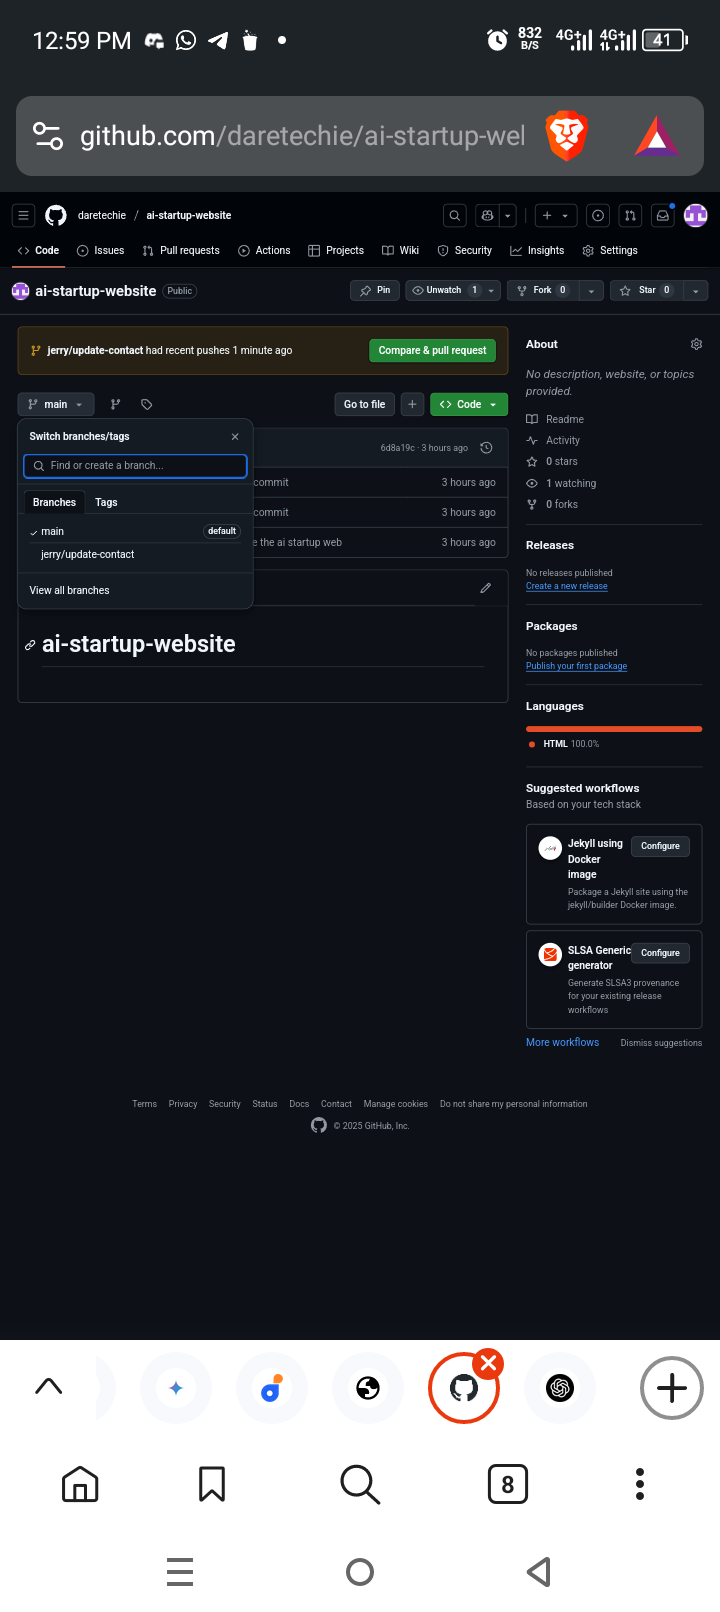 12:59 PM
832
B/S
4G+
4G+
41
github.com/daretechie/ai-startup-wel
daretechie / ai-startup-website
Code
Issues
Pull requests
Actions
Projects
Wiki
Security
Insights
Settings
ai-startup-website
Public
Pin
Unwatch 1
Fork 0
Star 0
jerry/update-contact had recent pushes 1 minute ago
Compare & pull request
main
Go to file
Code
Switch branches/tags
Find or create a branch...
Branches
Tags
main
default
jerry/update-contact
View all branches
6d8a19c · 3 hours ago
commit
3 hours ago
commit
3 hours ago
e the ai startup web
3 hours ago
ai-startup-website
About
No description, website, or topics
provided.
Readme
Activity
0 stars
1 watching
0 forks
Releases
No releases published
Create a new release
Packages
No packages published
Publish your first package
Languages
HTML 100.0%
Suggested workflows
Based on your tech stack
Jekyll using
Docker
image
Configure
Package a Jekyll site using the
jekyll/builder Docker image.
SLSA Generic
generator
Configure
Generate SLSA3 provenance
for your existing release
workflows
More workflows
Dismiss suggestions
Terms
Privacy
Security
Status
Docs
Contact
Manage cookies
Do not share my personal information
© 2025 GitHub, Inc.
8